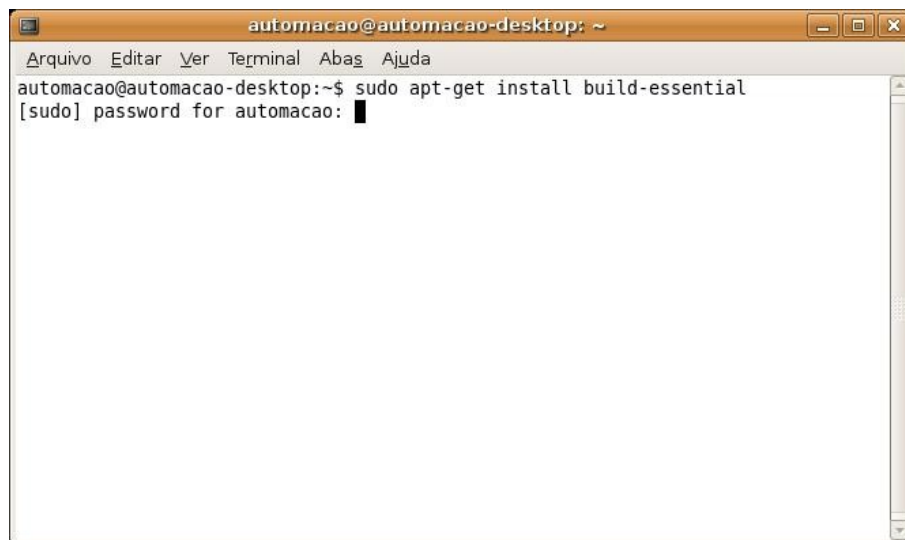 automacao@automacao-desktop: ~
Arquivo Editar Ver Terminal Abas Ajuda
automacao@automacao-desktop:~$ sudo apt-get install build-essential
[sudo] password for automacao: